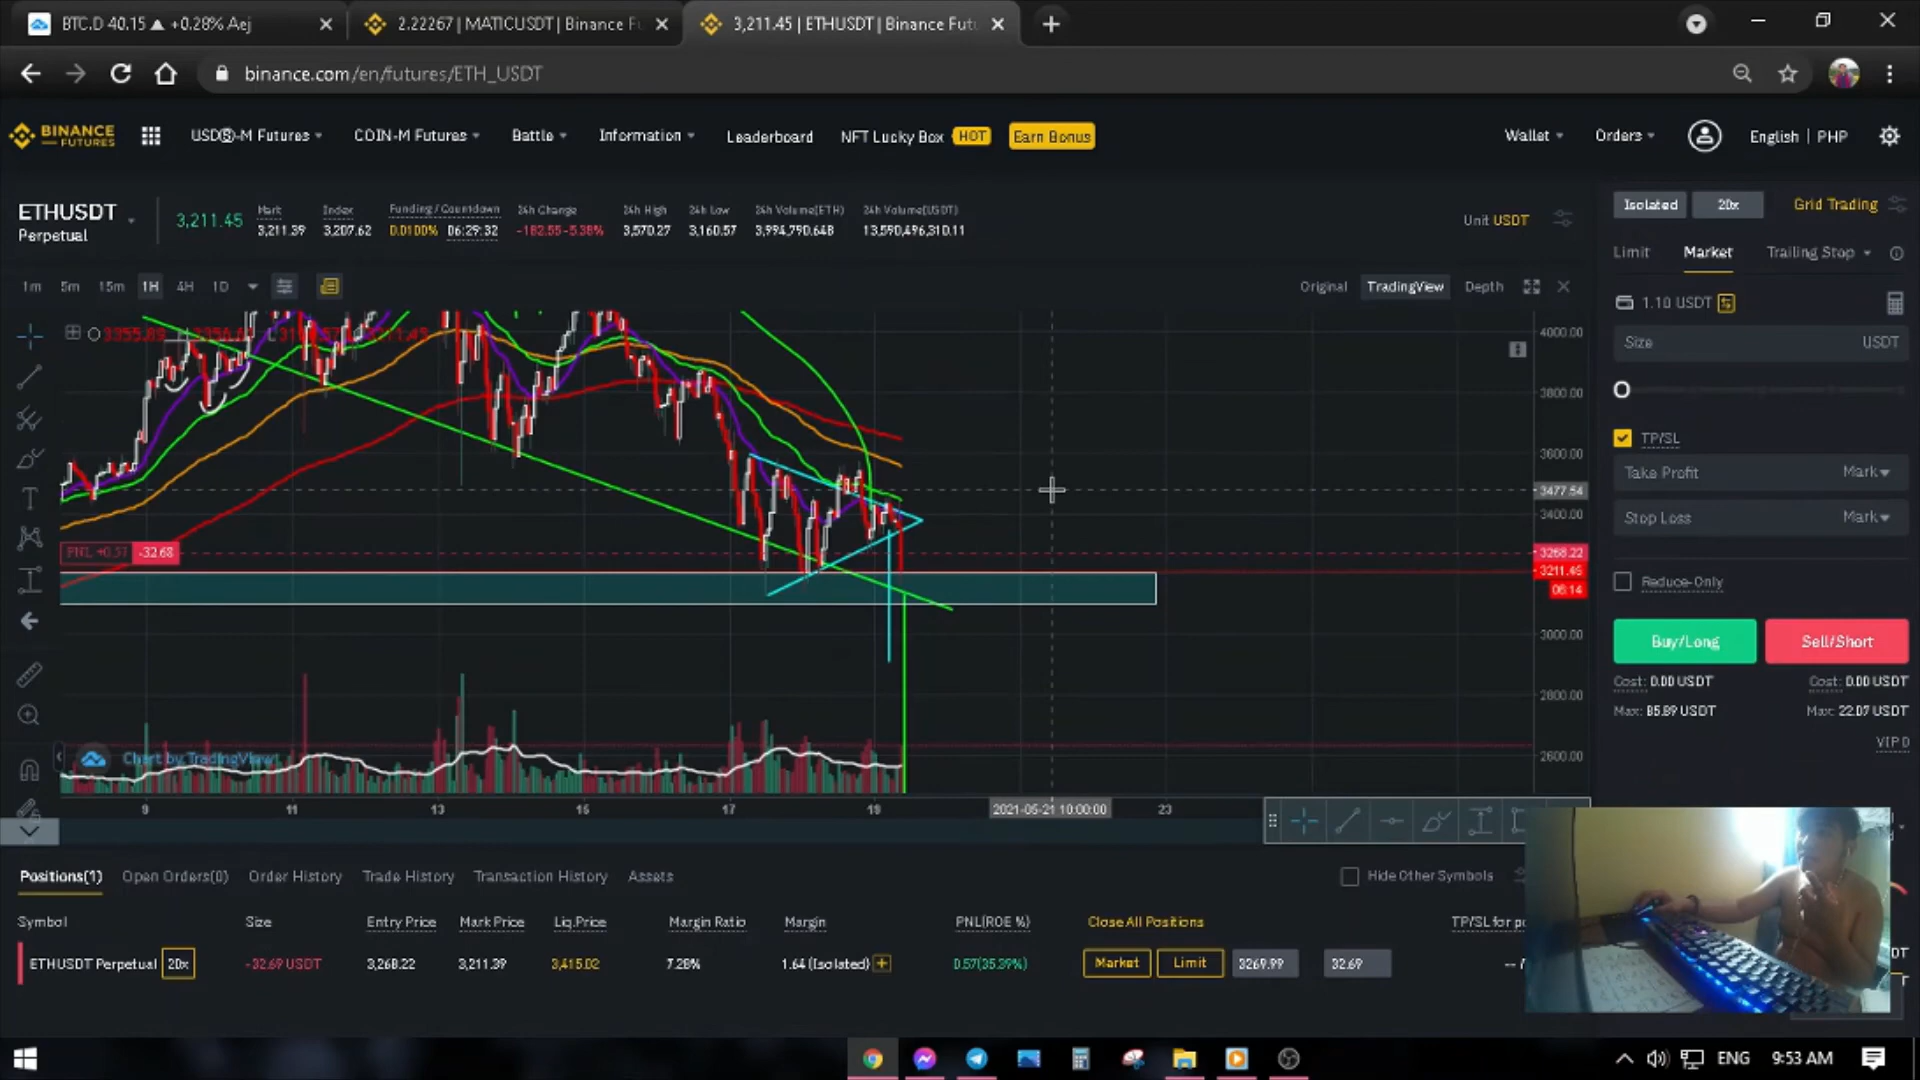 BTC.D 40.15 ▲ +0.28% Aej
2.22267 | MATICUSDT | Binance F
3,211.45 | ETHUSDT | Binance Fut
binance.com/en/futures/ETH_USDT
BINANCE
FUTURES
USDⓈ-M Futures
COIN-M Futures
Battle
Information
Leaderboard
NFT Lucky Box
HOT
Earn Bonus
Wallet
Orders
English | PHP
ETHUSDT
Perpetual
3,211.45
Mark
3,211.39
Index
3,207.62
Funding / Countdown
0.0100% 06:29:32
24h Change
-182.55 -5.38%
24h High
3,570.27
24h Low
3,160.57
24h Volume(ETH)
3,994,790.648
24h Volume(USDT)
13,590,496,310.11
Unit USDT
Isolated
20x
Grid Trading
1m 5m 15m 1H 4H 1D
Original TradingView Depth
Limit Market Trailing Stop
1.10 USDT
Size USDT
TP/SL
Take Profit Mark
Stop Loss Mark
Reduce-Only
Buy/Long
Sell/Short
Cost: 0.00 USDT
Cost: 0.00 USDT
Max: 85.89 USDT
Max: 22.07 USDT
VIP 0
4000.00
3800.00
3600.00
3477.54
3400.00
3268.22
3211.45
06:14
3000.00
2800.00
2600.00
PNL +0.57 -32.68
Chart by TradingView
9 11 13 15 17 19
2021-05-21 10:00:00
23
Positions(1) Open Orders(0) Order History Trade History Transaction History Assets
Hide Other Symbols
Symbol Size Entry Price Mark Price Liq.Price Margin Ratio Margin PNL(ROE %) Close All Positions TP/SL for p
ETHUSDT Perpetual 20x -32.69 USDT 3,268.22 3,211.39 3,415.02 7.28% 1.64 (Isolated) 0.57(35.39%) Market Limit 3269.99 32.69 -- /
ENG
9:53 AM